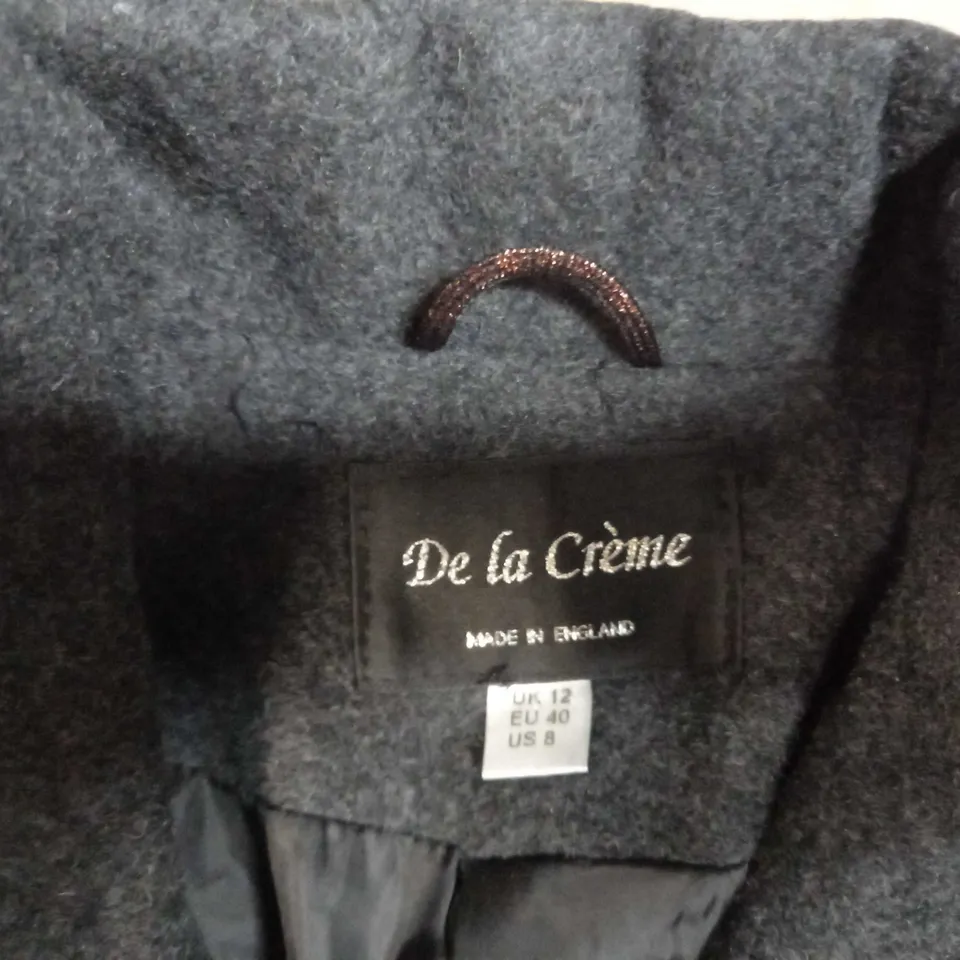 De la Crème
MADE IN ENGLAND
UK 12
EU 40
US 8